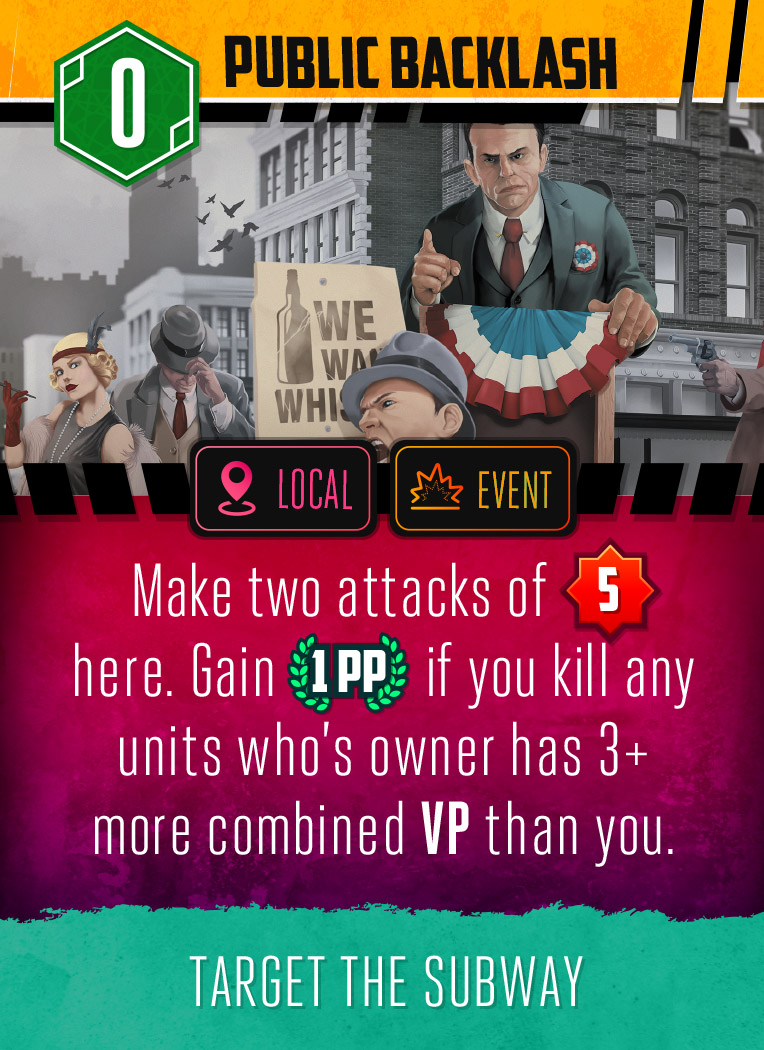 0
PUBLIC BACKLASH
WE
WHIS
LOCAL
EVENT
Make two attacks of 5
here. Gain 1 PP if you kill any
units who's owner has 3+
more combined VP than you.
TARGET THE SUBWAY